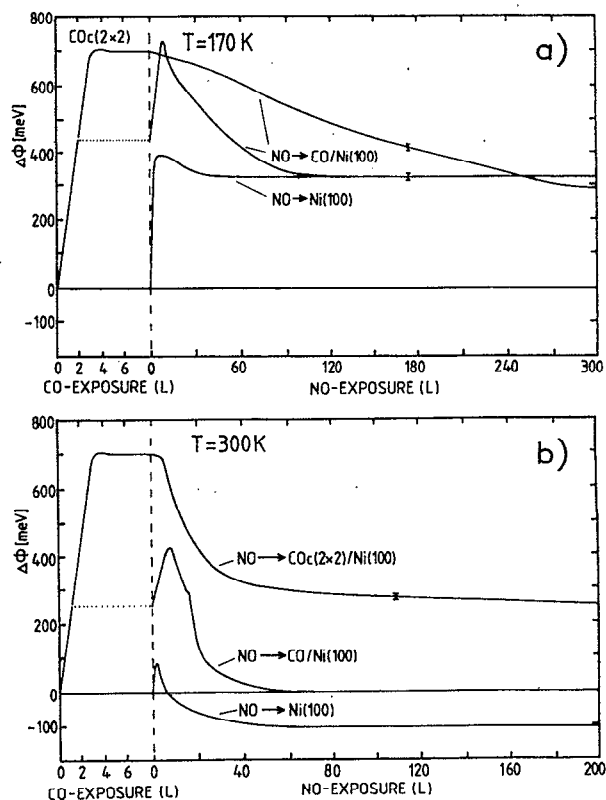 COc(2×2)
T=170 K
a)
800
600
400
200
0
-100
ΔΦ[meV]
NO→CO/Ni(100)
NO→Ni(100)
0 2 4 6 0 60 120 180 240 300
CO-EXPOSURE (L) NO-EXPOSURE (L)
T=300K
b)
800
600
400
200
0
-100
ΔΦ[meV]
NO→COc(2×2)/Ni(100)
NO→CO/Ni(100)
NO→Ni(100)
0 2 4 6 0 40 80 120 160 200
CO-EXPOSURE (L) NO-EXPOSURE (L)